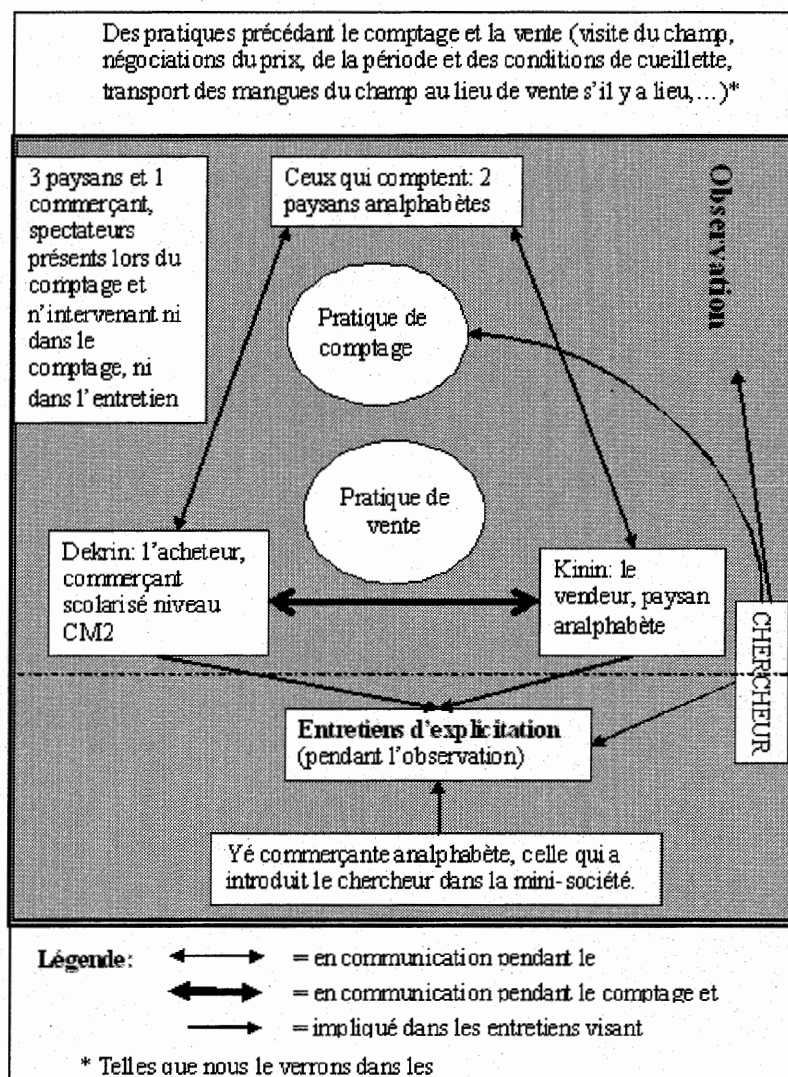 Des pratiques précédant le comptage et la vente (visite du champ,
négociations du prix, de la période et des conditions de cueillette,
transport des mangues du champ au lieu de vente s'il y a lieu,...)*
3 paysans et 1
commerçant,
spectateurs
présents lors du
comptage et
n'intervenant ni
dans le
comptage, ni
dans l'entretien
Ceux qui comptent: 2
paysans analphabètes
Observation
Pratique de
comptage
Pratique de
vente
Dekrin: l'acheteur,
commerçant
scolarisé niveau
CM2
Kinin: le
vendeur, paysan
analphabète
CHERCHEUR
Entretiens d'explicitation
(pendant l'observation)
Yé commerçante analphabète, celle qui a
introduit le chercheur dans la mini-société.
Légende:
= en communication pendant le
= en communication pendant le comptage et
= impliqué dans les entretiens visant
* Telles que nous le verrons dans les